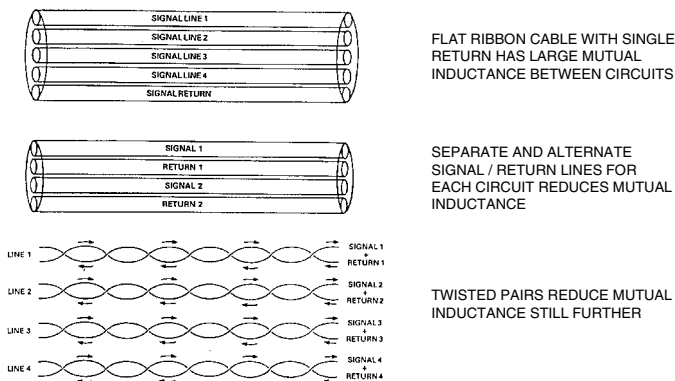 SIGNAL LINE 1
SIGNAL LINE 2
SIGNAL LINE 3
SIGNAL LINE 4
SIGNAL RETURN
FLAT RIBBON CABLE WITH SINGLE
RETURN HAS LARGE MUTUAL
INDUCTANCE BETWEEN CIRCUITS
SIGNAL 1
RETURN 1
SIGNAL 2
RETURN 2
SEPARATE AND ALTERNATE
SIGNAL / RETURN LINES FOR
EACH CIRCUIT REDUCES MUTUAL
INDUCTANCE
LINE 1
SIGNAL 1
+
RETURN 1
LINE 2
SIGNAL 2
+
RETURN 2
LINE 3
SIGNAL 3
+
RETURN 3
LINE 4
SIGNAL 4
+
RETURN 4
TWISTED PAIRS REDUCE MUTUAL
INDUCTANCE STILL FURTHER